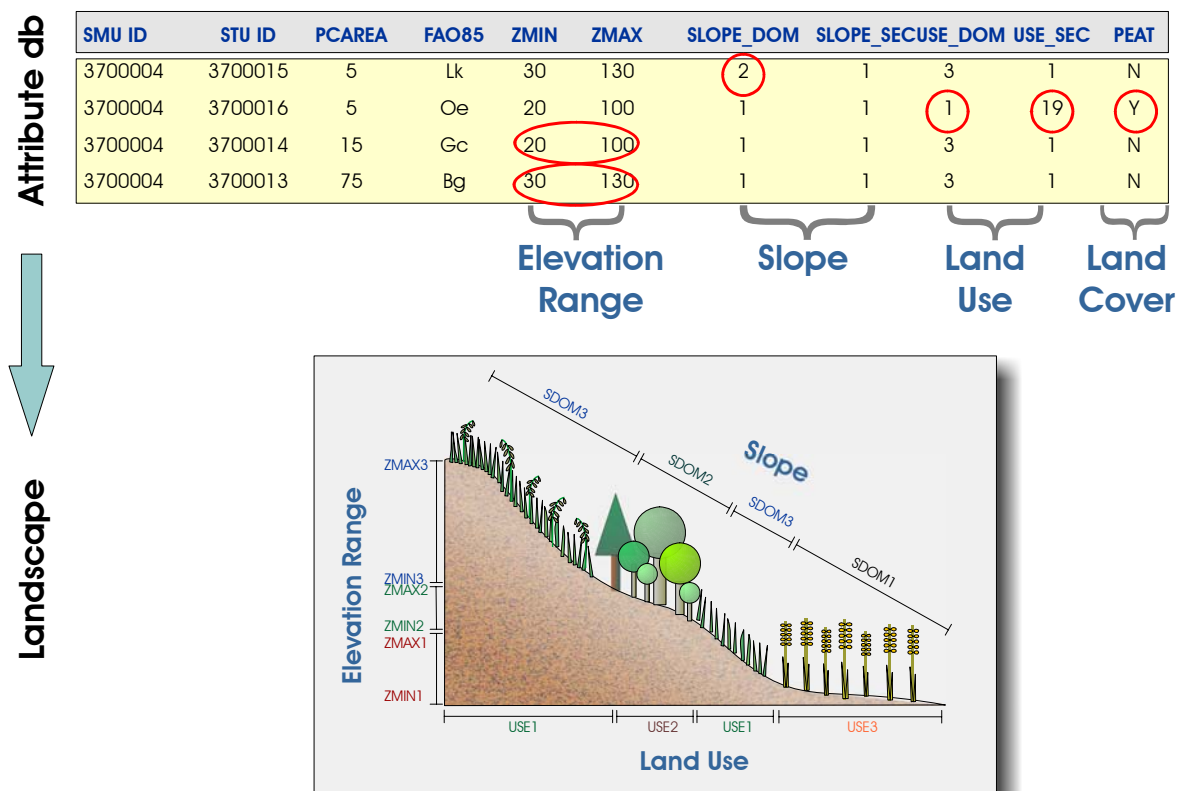 Attribute db
SMU ID STU ID PCAREA FAO85 ZMIN ZMAX SLOPE_DOM SLOPE_SEC USE_DOM USE_SEC PEAT
3700004 3700015 5 Lk 30 130 2 1 3 1 N
3700004 3700016 5 Oe 20 100 1 1 1 19 Y
3700004 3700014 15 Gc 20 100 1 1 3 1 N
3700004 3700013 75 Bg 30 130 1 1 3 1 N
Elevation Range
Slope
Land Use
Land Cover
Landscape
SDOM3
SDOM2
Slope
SDOM3
SDOM1
Elevation Range
ZMAX3
ZMIN3
ZMAX2
ZMIN2
ZMAX1
ZMIN1
USE1 USE2 USE1 USE3
Land Use